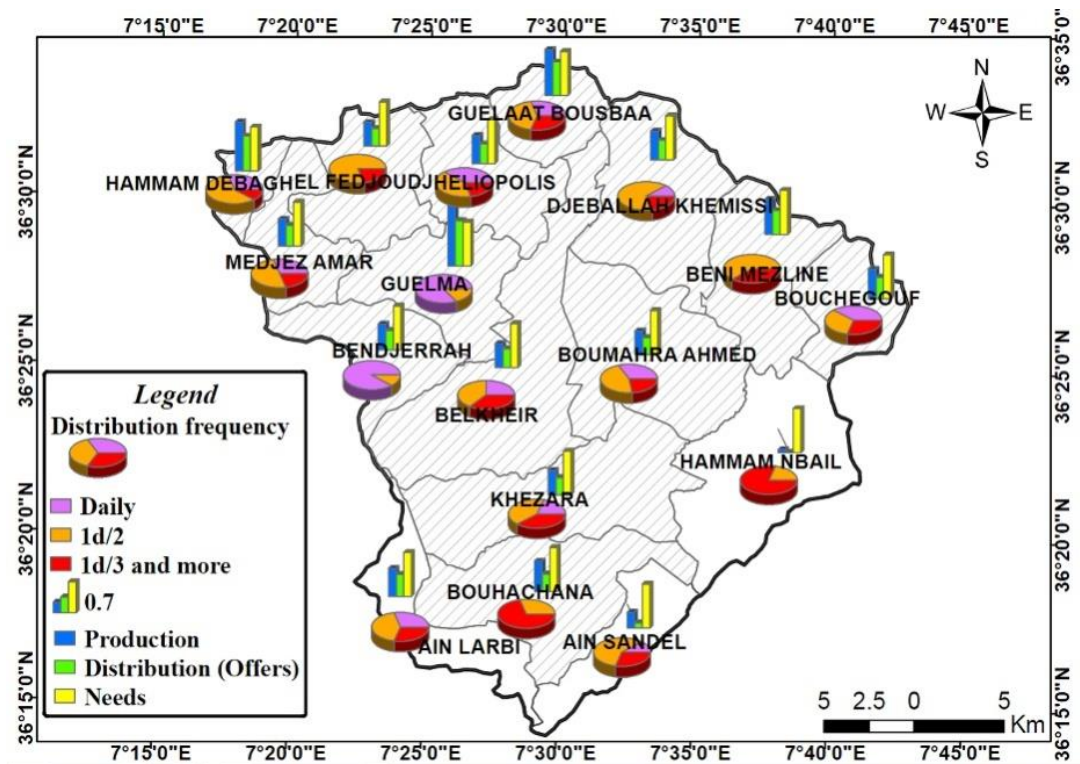 7°15'0"E 7°20'0"E 7°25'0"E 7°30'0"E 7°35'0"E 7°40'0"E 7°45'0"E
36°35'0"N
N
W E
S
GUELAAT BOUSBAA
36°30'0"N
HAMMAM DEBAGH EL FEDJOUDJ HELIOPOLIS
DJEBALLAH KHEMISSI
36°30'0"N
MEDJEZ AMAR
GUELMA
BENI MEZLINE
BOUCHEGOUF
36°25'0"N
BENDJERRAH
BOUMAHRA AHMED
36°25'0"N
BELKHEIR
HAMMAM NBAIL
KHEZARA
36°20'0"N
36°20'0"N
BOUHACHANA
AIN LARBI
AIN SANDEL
36°15'0"N
36°15'0"N
Legend
Distribution frequency
Daily
1d/2
1d/3 and more
0.7
Production
Distribution (Offers)
Needs
5 2.5 0 5
Km
7°15'0"E 7°20'0"E 7°25'0"E 7°30'0"E 7°35'0"E 7°40'0"E 7°45'0"E